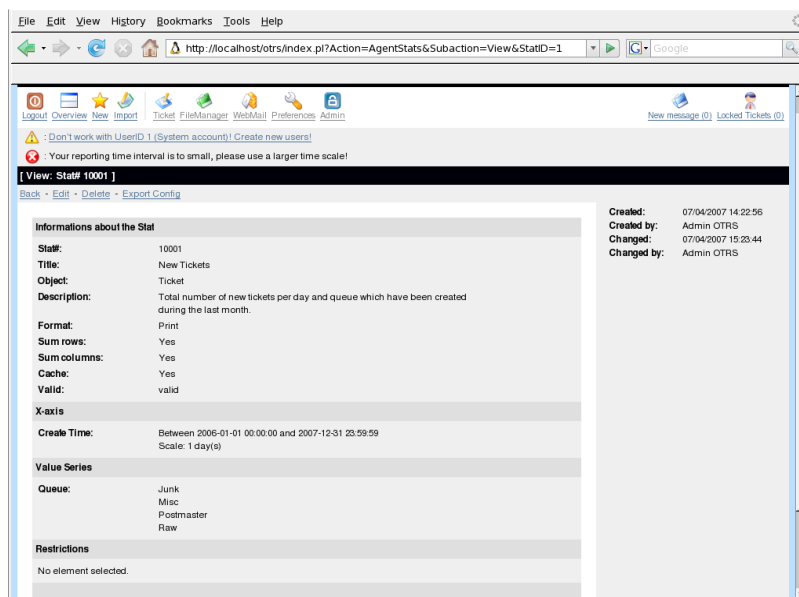 File Edit View History Bookmarks Tools Help
http://localhost/otrs/index.pl?Action=AgentStats&Subaction=View&StatID=1 G Google
Logout Overview New Import Ticket FileManager WebMail Preferences Admin New message (0) Locked Tickets (0)
: Don't work with UserID 1 (System account)! Create new users!
: Your reporting time interval is to small, please use a larger time scale!
[ View: Stat# 10001 ]
Back - Edit - Delete - Export Config
Informations about the Stat
Stat#: 10001
Title: New Tickets
Object: Ticket
Description: Total number of new tickets per day and queue which have been created
during the last month.
Format: Print
Sum rows: Yes
Sum columns: Yes
Cache: Yes
Valid: valid
X-axis
Create Time: Between 2006-01-01 00:00:00 and 2007-12-31 23:59:59
Scale: 1 day(s)
Value Series
Queue: Junk
Misc
Postmaster
Raw
Restrictions
No element selected.
Created: 07/04/2007 14:22:56
Created by: Admin OTRS
Changed: 07/04/2007 15:23:44
Changed by: Admin OTRS